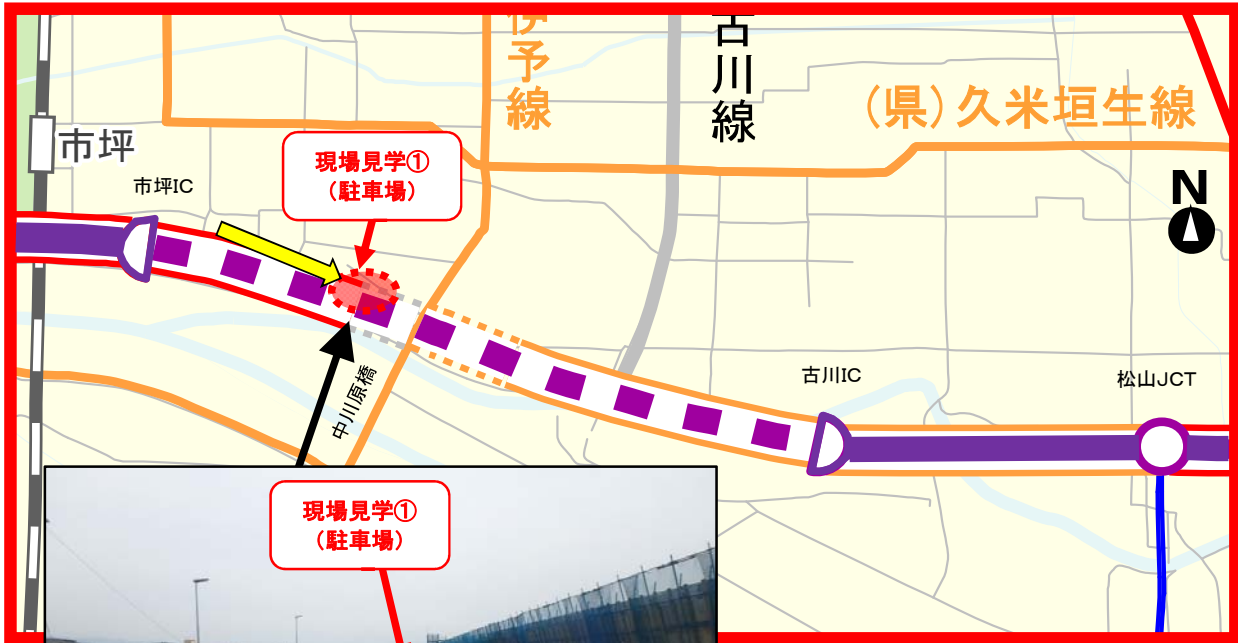 伊予線
古川線
(県)久米垣生線
市坪
現場見学①
(駐車場)
市坪IC
N
中川原橋
古川IC
松山JCT
現場見学①
(駐車場)